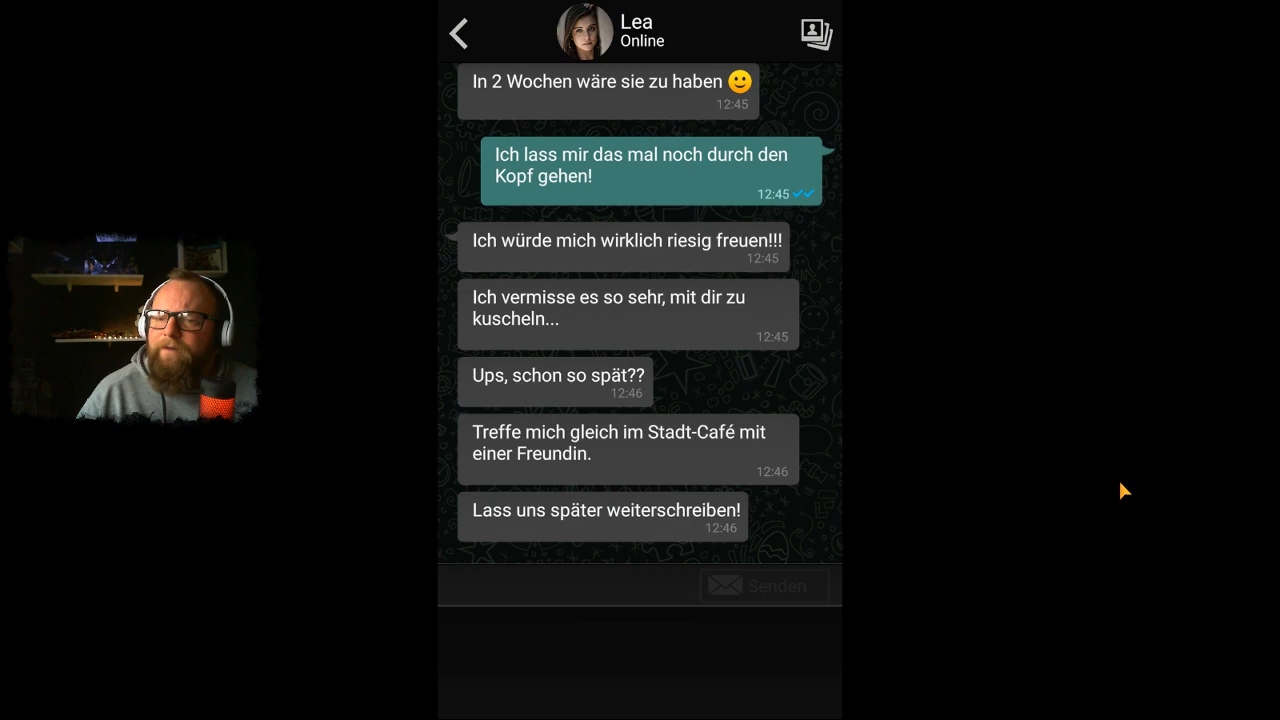 Lea
Online
In 2 Wochen wäre sie zu haben 🙂
12:45
Ich lass mir das mal noch durch den
Kopf gehen!
12:45
Ich würde mich wirklich riesig freuen!!!
12:45
Ich vermisse es so sehr, mit dir zu
kuscheln...
12:45
Ups, schon so spät??
12:46
Treffe mich gleich im Stadt-Café mit
einer Freundin.
12:46
Lass uns später weiterschreiben!
12:46
Senden